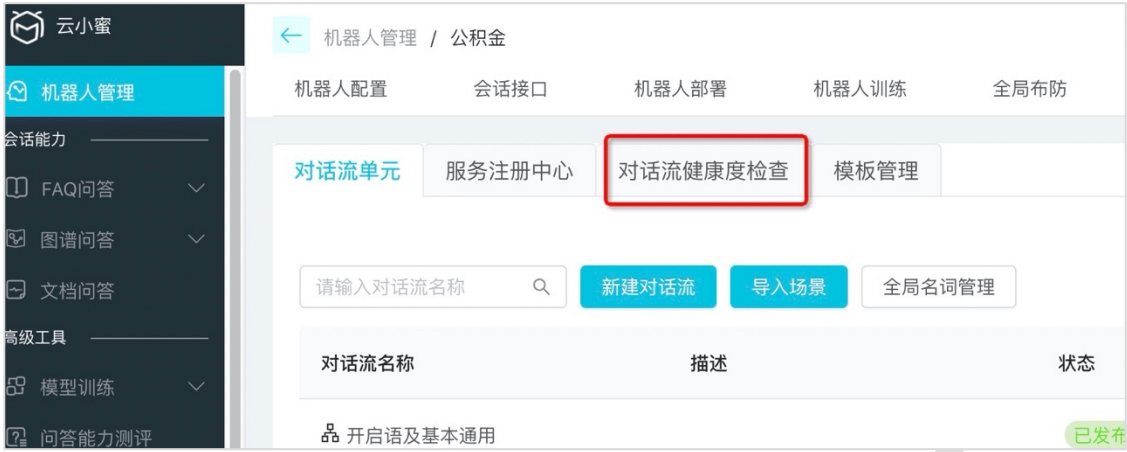 云小蜜
机器人管理 / 公积金
机器人管理
机器人配置 会话接口 机器人部署 机器人训练 全局布防
会话能力
对话流单元 服务注册中心 对话流健康度检查 模板管理
FAQ问答
图谱问答
文档问答
请输入对话流名称 新建对话流 导入场景 全局名词管理
高级工具
对话流名称 描述 状态
模型训练
问答能力测评
开启语及基本通用 已发布